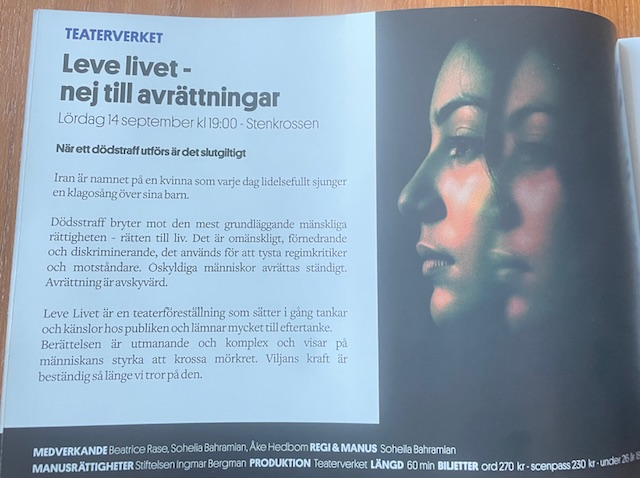 TEATERVERKET
Leve livet -
nej till avrättningar
Lördag 14 september kl 19:00 - Stenkrossen
När ett dödstraff utförs är det slutgiltigt
Iran är namnet på en kvinna som varje dag lidelsefullt sjunger
en klagosång över sina barn.
Dödsstraff bryter mot den mest grundläggande mänskliga
rättigheten - rätten till liv. Det är omänskligt, förnedrande
och diskriminerande, det används för att tysta regimkritiker
och motståndare. Oskyldiga människor avrättas ständigt.
Avrättning är avskyvärd.
Leve Livet är en teaterföreställning som sätter i gång tankar
och känslor hos publiken och lämnar mycket till eftertanke.
Berättelsen är utmanande och komplex och visar på
människans styrka att krossa mörkret. Viljans kraft är
beständig så länge vi tror på den.
MEDVERKANDE Beatrice Rase, Soheila Bahramian, Åke Hedbom REGI & MANUS Soheila Bahramian
MANUSRÄTTIGHETER Stiftelsen Ingmar Bergman PRODUKTION Teaterverket LÄNGD 60 min BILJETTER ord 270 kr - scenpass 230 kr - under 26 år